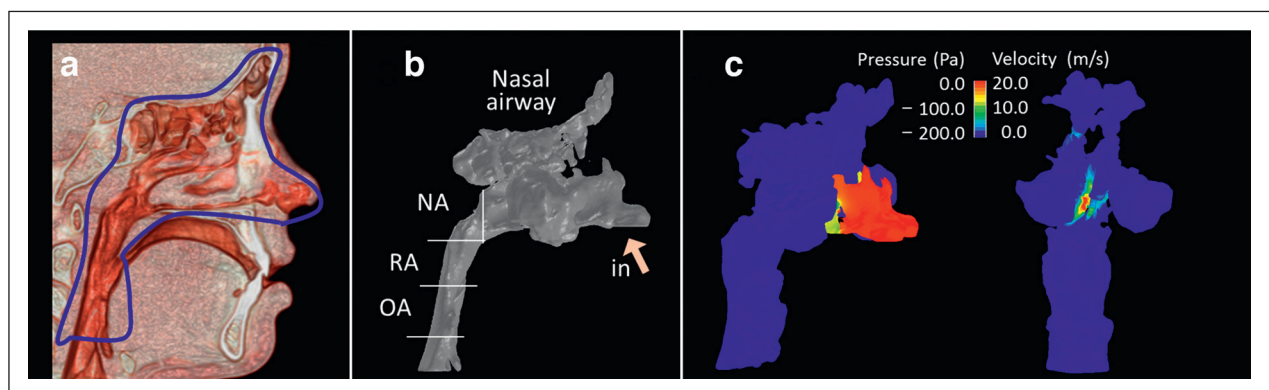 a
b
Nasal
airway
NA
RA
OA
in
c
Pressure (Pa) Velocity (m/s)
0.0 20.0
− 100.0 10.0
− 200.0 0.0